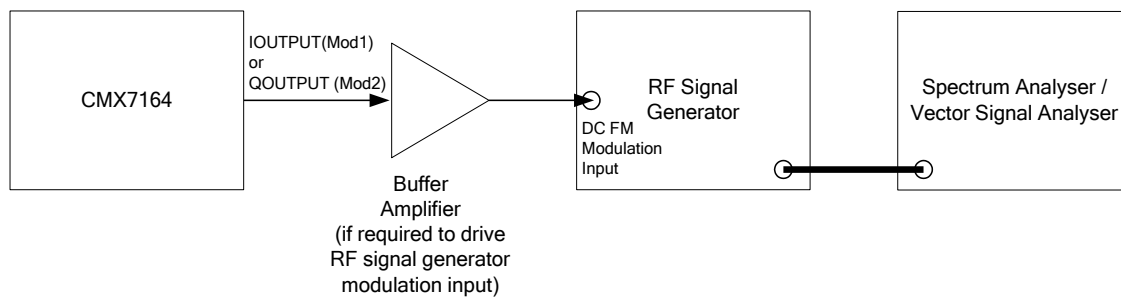 CMX7164
IOUTPUT(Mod1)
or
QOUTPUT (Mod2)
Buffer
Amplifier
(if required to drive
RF signal generator
modulation input)
RF Signal
Generator
DC FM
Modulation
Input
Spectrum Analyser /
Vector Signal Analyser